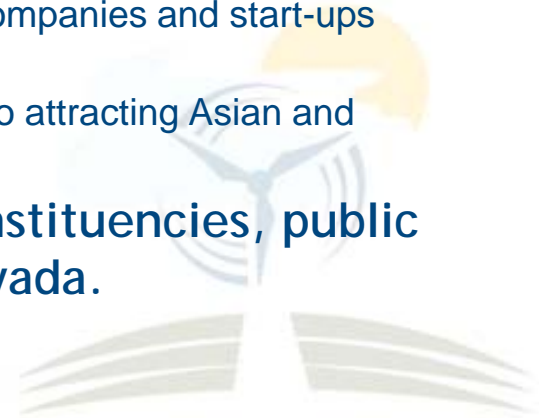 ompanies and start-ups
o attracting Asian and
nstituencies, public
vada.